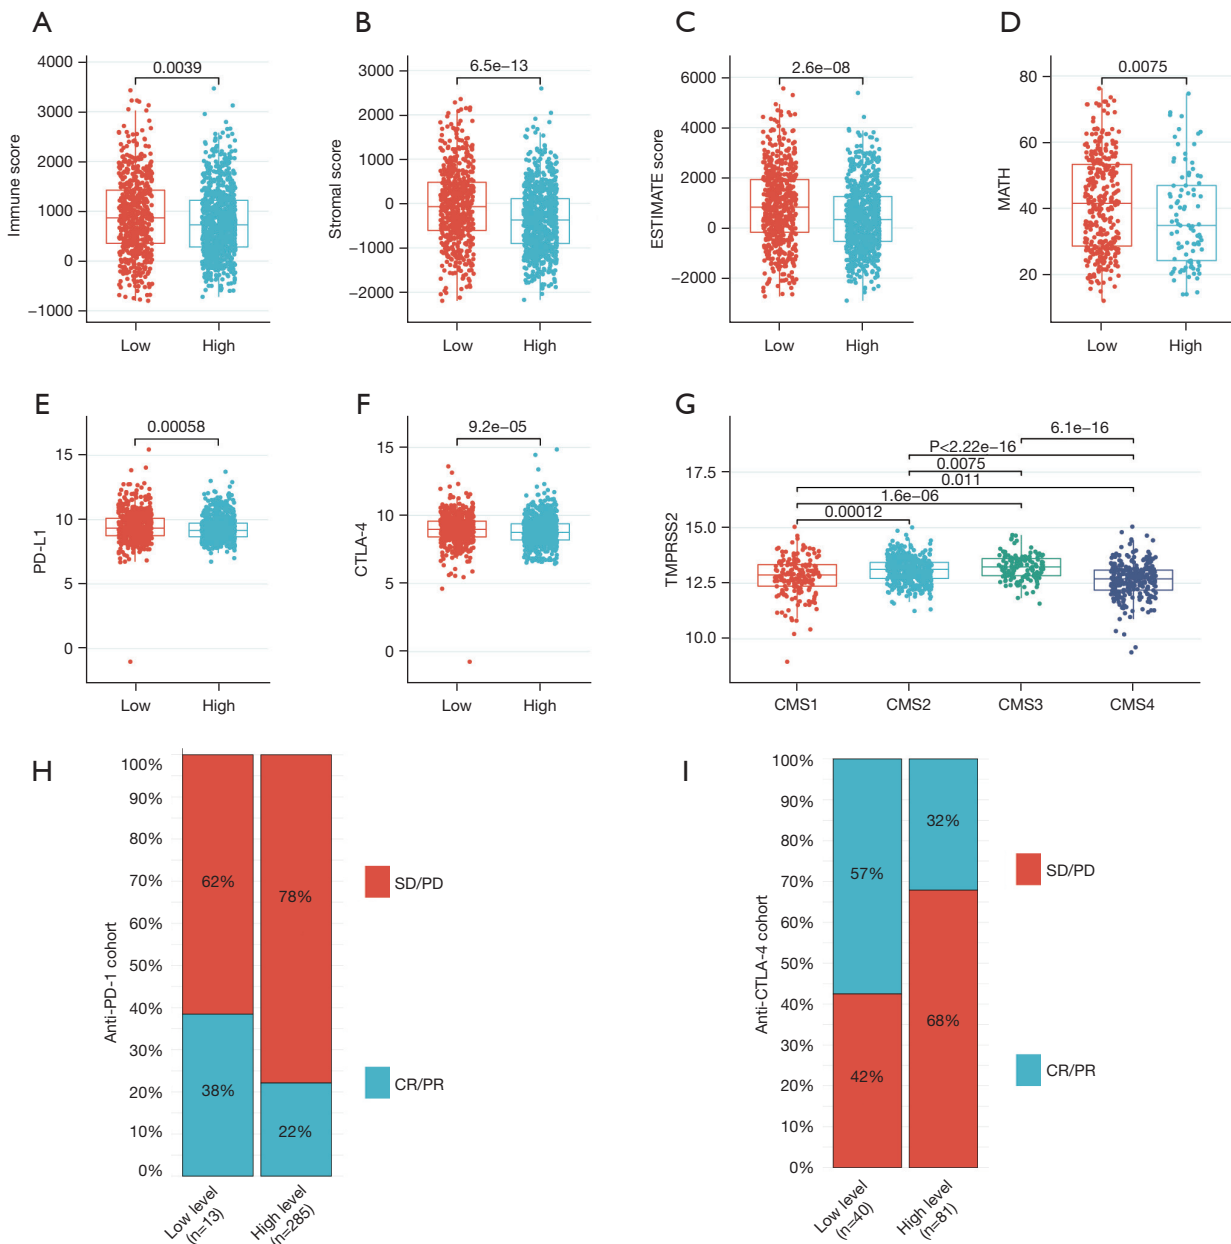 A
0.0039
4000
3000
2000
1000
0
−1000
Immune score
Low
High
B
6.5e−13
3000
2000
1000
0
−1000
−2000
Stromal score
Low
High
C
2.6e−08
6000
4000
2000
0
−2000
ESTIMATE score
Low
High
D
0.0075
80
60
40
20
MATH
Low
High
E
0.00058
15
10
5
0
PD-L1
Low
High
F
9.2e−05
15
10
5
0
CTLA-4
Low
High
G
6.1e−16
P<2.22e−16
0.0075
0.011
1.6e−06
0.00012
17.5
15.0
12.5
10.0
TMPRSS2
CMS1
CMS2
CMS3
CMS4
H
100%
90%
80%
70%
60%
50%
40%
30%
20%
10%
0%
Anti-PD-1 cohort
62%
78%
38%
22%
SD/PD
CR/PR
Low level
(n=13)
High level
(n=285)
I
100%
90%
80%
70%
60%
50%
40%
30%
20%
10%
0%
Anti-CTLA-4 cohort
57%
32%
42%
68%
SD/PD
CR/PR
Low level
(n=40)
High level
(n=81)